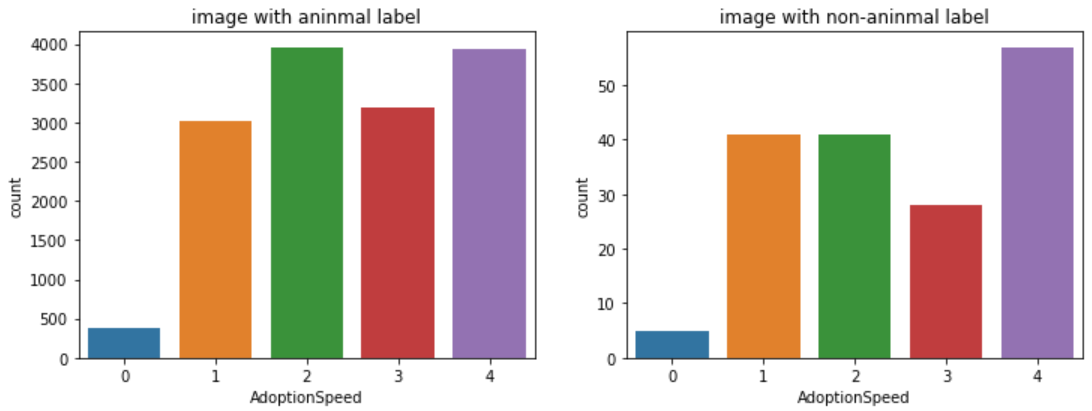 image with aninmal label
count
4000
3500
3000
2500
2000
1500
1000
500
0
0 1 2 3 4
AdoptionSpeed
image with non-aninmal label
count
50
40
30
20
10
0
0 1 2 3 4
AdoptionSpeed